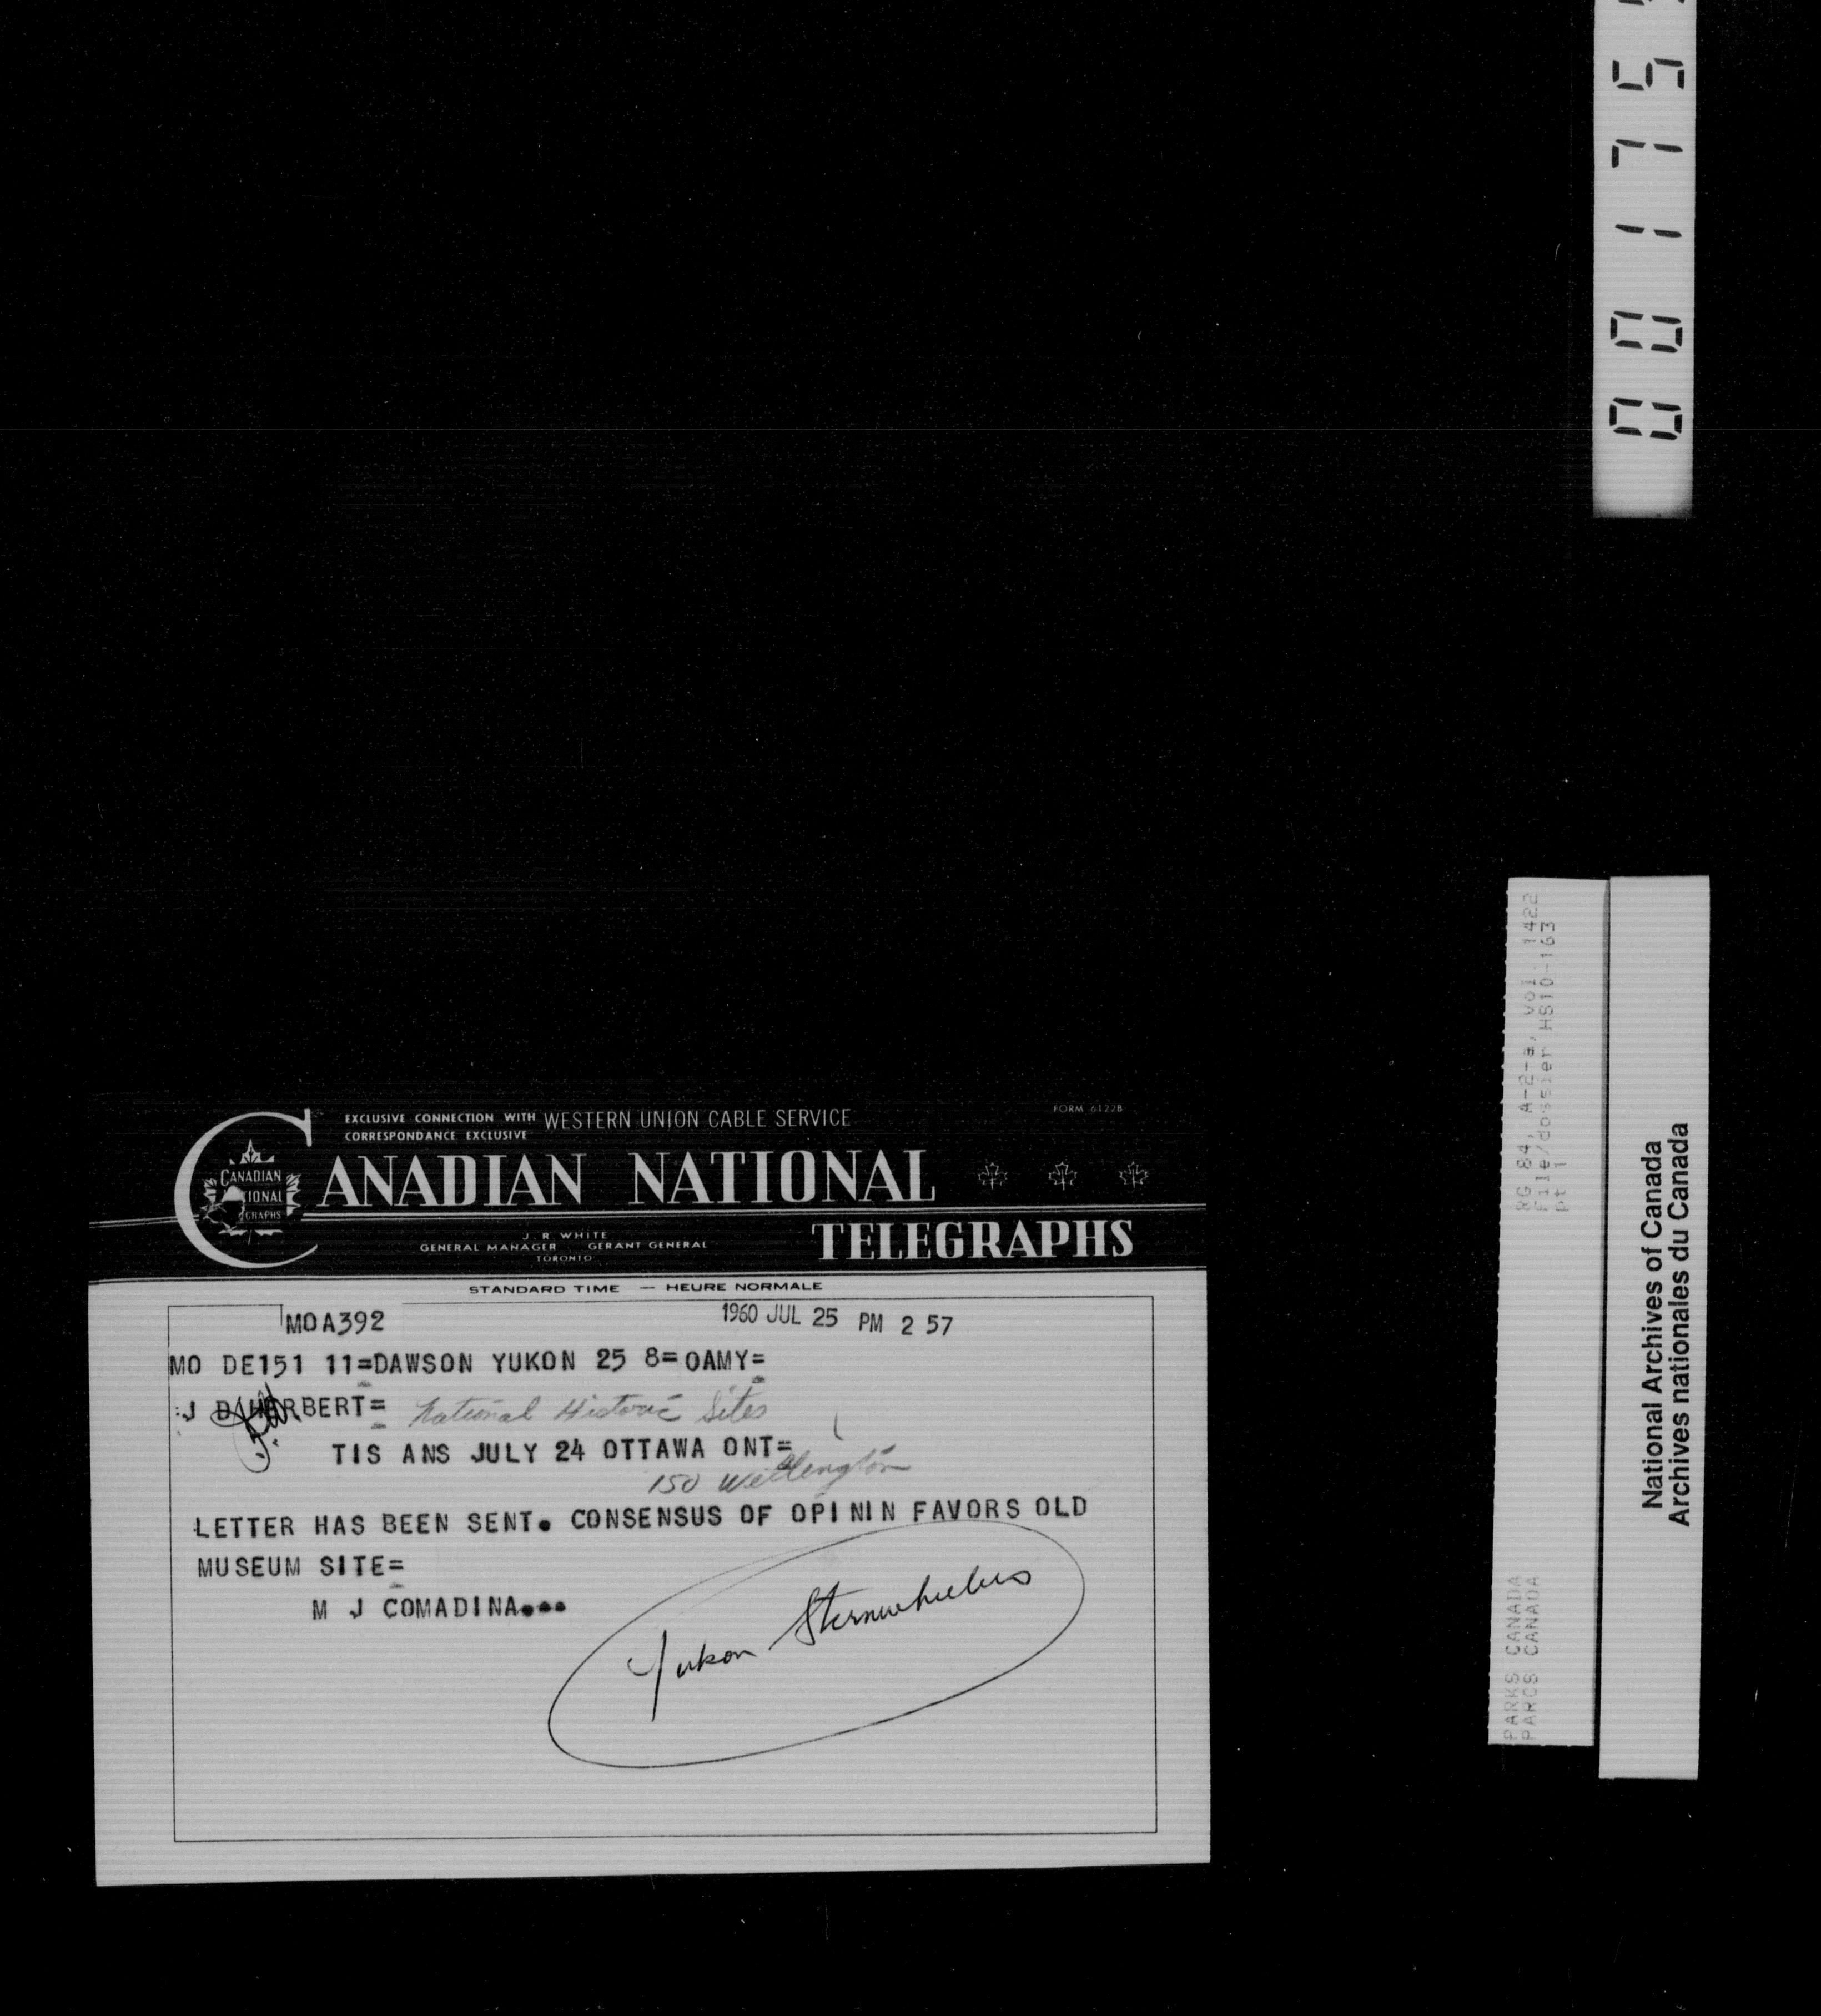 EXCLUSIVE CONNECTION WITH WESTERN UNION CABLE SERVICE
CORRESPONDANCE EXCLUSIVE
FORM 6122B
CANADIAN NATIONAL
TELEGRAPHS
CANADIAN
TIONAL
GRAPHS
J. R. WHITE
GENERAL MANAGER GERANT GENERAL
TORONTO
STANDARD TIME — HEURE NORMALE
MOA392
1960 JUL 25 PM 2 57
MO DE151 11=DAWSON YUKON 25 8=OAMY=
J D HERBERT= National Historic Sites
TIS ANS JULY 24 OTTAWA ONT=
150 Wellington
LETTER HAS BEEN SENT. CONSENSUS OF OPININ FAVORS OLD
MUSEUM SITE=
M J COMADINA...
Yukon Sternwheelers
00175
RG 84, A-2-a, vol. 1422
File/dossier HS10-163
pt 1
PARKS CANADA
PARCS CANADA
National Archives of Canada
Archives nationales du Canada